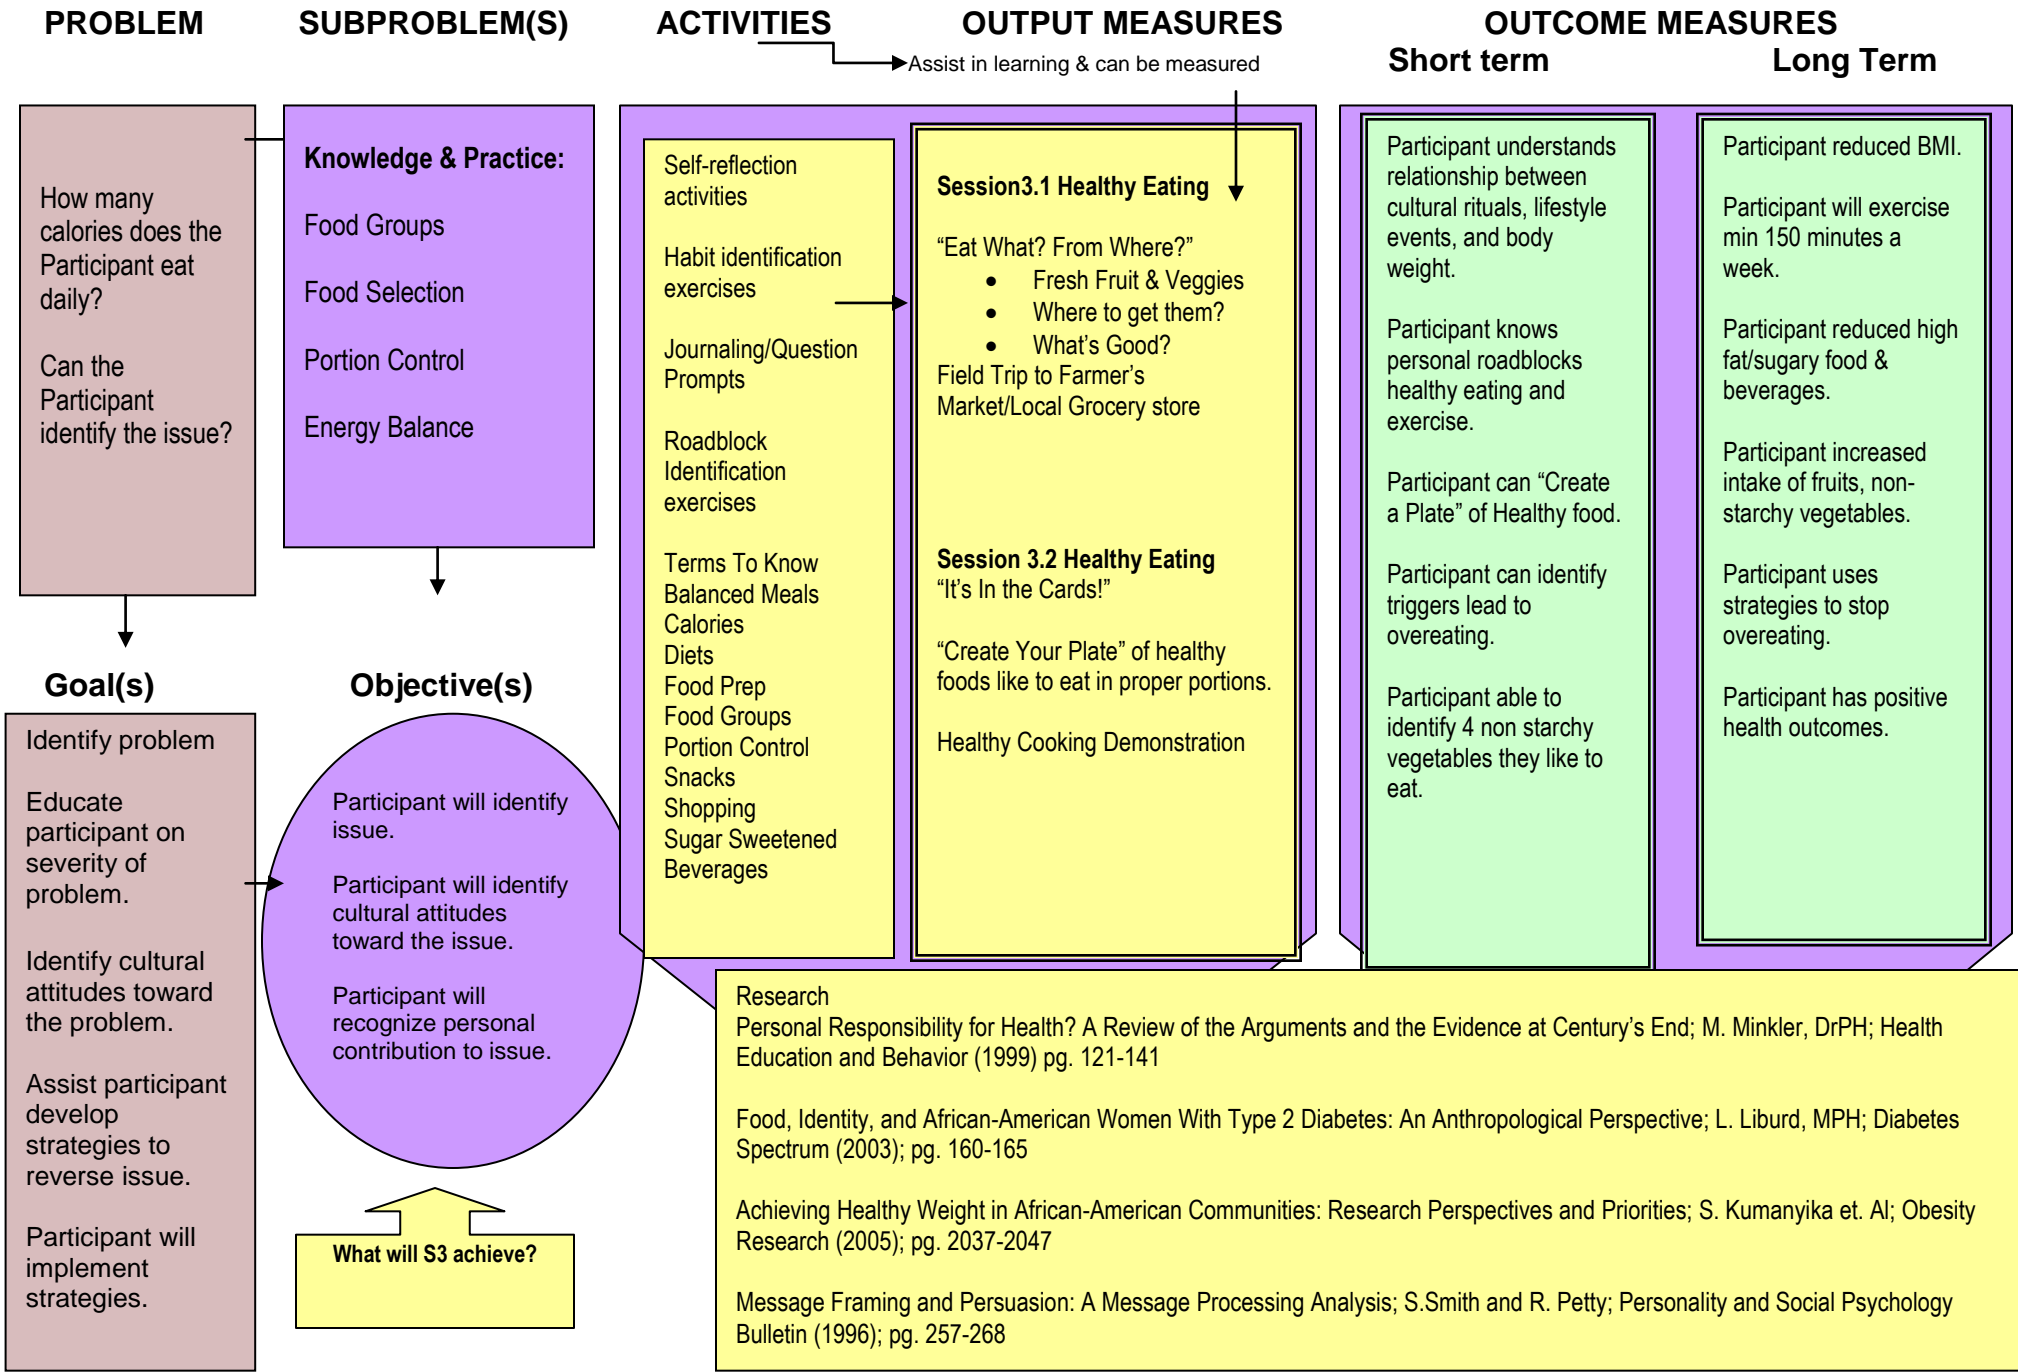 PROBLEM
SUBPROBLEM(S)
ACTIVITIES
OUTPUT MEASURES
OUTCOME MEASURES
Assist in learning & can be measured
Short term
Long Term
How many
calories does the
Participant eat
daily?
Can the
Participant
identify the issue?
Knowledge & Practice:
Food Groups
Food Selection
Portion Control
Energy Balance
Goal(s)
Identify problem
Educate
participant on
severity of
problem.
Identify cultural
attitudes toward
the problem.
Assist participant
develop
strategies to
reverse issue.
Participant will
implement
strategies.
Objective(s)
Participant will identify
issue.
Participant will identify
cultural attitudes
toward the issue.
Participant will
recognize personal
contribution to issue.
What will S3 achieve?
Self-reflection
activities
Habit identification
exercises
Journaling/Question
Prompts
Roadblock
Identification
exercises
Terms To Know
Balanced Meals
Calories
Diets
Food Prep
Food Groups
Portion Control
Snacks
Shopping
Sugar Sweetened
Beverages
Session3.1 Healthy Eating
“Eat What? From Where?”
• Fresh Fruit & Veggies
• Where to get them?
• What’s Good?
Field Trip to Farmer’s
Market/Local Grocery store
Session 3.2 Healthy Eating
“It’s In the Cards!”
“Create Your Plate” of healthy
foods like to eat in proper portions.
Healthy Cooking Demonstration
Participant understands
relationship between
cultural rituals, lifestyle
events, and body
weight.
Participant knows
personal roadblocks
healthy eating and
exercise.
Participant can “Create
a Plate” of Healthy food.
Participant can identify
triggers lead to
overeating.
Participant able to
identify 4 non starchy
vegetables they like to
eat.
Participant reduced BMI.
Participant will exercise
min 150 minutes a
week.
Participant reduced high
fat/sugary food &
beverages.
Participant increased
intake of fruits, non-
starchy vegetables.
Participant uses
strategies to stop
overeating.
Participant has positive
health outcomes.
Research
Personal Responsibility for Health? A Review of the Arguments and the Evidence at Century’s End; M. Minkler, DrPH; Health
Education and Behavior (1999) pg. 121-141
Food, Identity, and African-American Women With Type 2 Diabetes: An Anthropological Perspective; L. Liburd, MPH; Diabetes
Spectrum (2003); pg. 160-165
Achieving Healthy Weight in African-American Communities: Research Perspectives and Priorities; S. Kumanyika et. Al; Obesity
Research (2005); pg. 2037-2047
Message Framing and Persuasion: A Message Processing Analysis; S.Smith and R. Petty; Personality and Social Psychology
Bulletin (1996); pg. 257-268